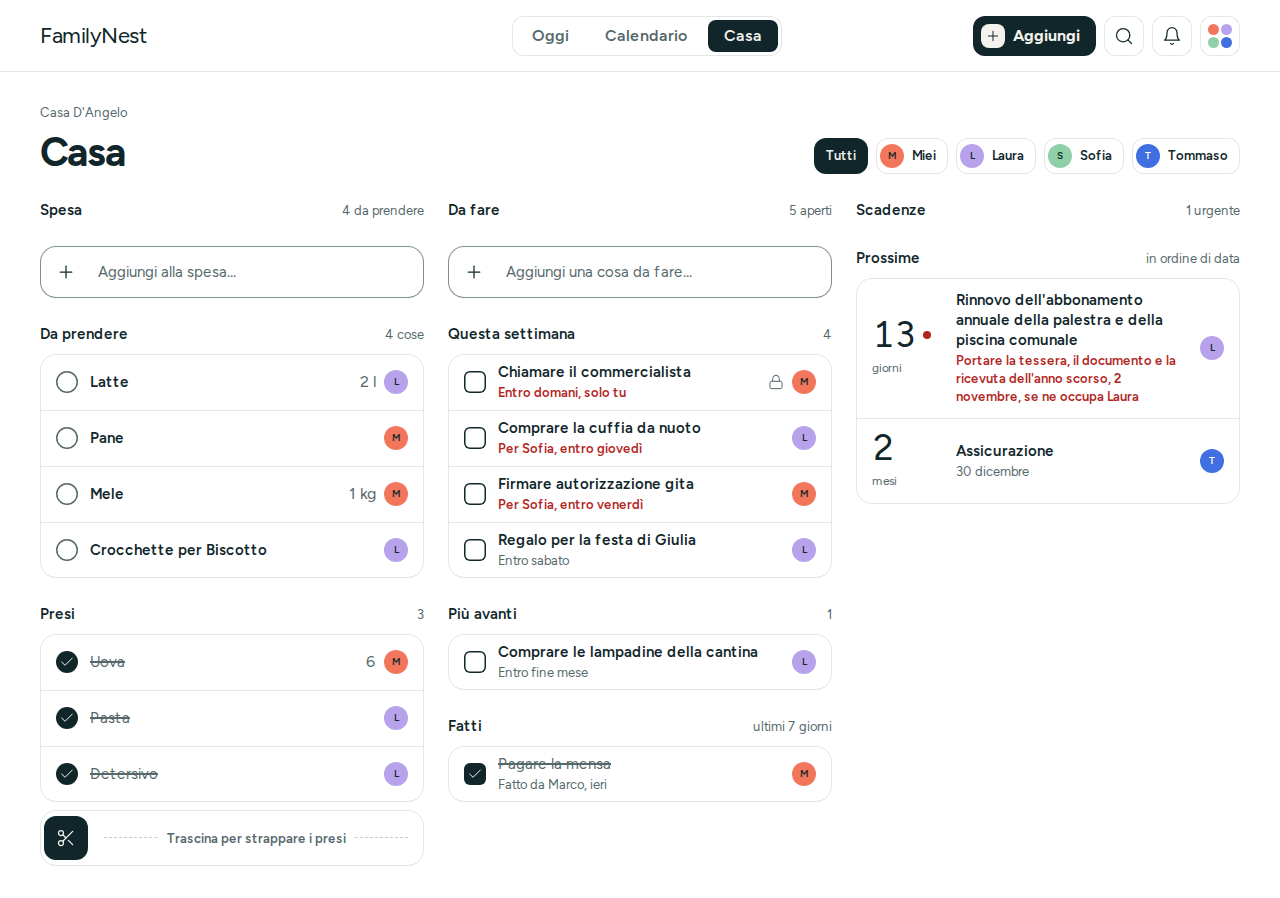 FamilyNest
Oggi
Calendario
Casa
Aggiungi
Casa D'Angelo
Casa
Tutti
M Miei
L Laura
S Sofia
T Tommaso
Spesa
4 da prendere
Aggiungi alla spesa...
Da prendere
4 cose
Latte
2 l
L
Pane
M
Mele
1 kg
M
Crocchette per Biscotto
L
Presi
3
Uova
6
M
Pasta
L
Detersivo
L
Trascina per strappare i presi
Da fare
5 aperti
Aggiungi una cosa da fare...
Questa settimana
4
Chiamare il commercialista
Entro domani, solo tu
M
Comprare la cuffia da nuoto
Per Sofia, entro giovedì
L
Firmare autorizzazione gita
Per Sofia, entro venerdì
M
Regalo per la festa di Giulia
Entro sabato
L
Più avanti
1
Comprare le lampadine della cantina
Entro fine mese
L
Fatti
ultimi 7 giorni
Pagare la mensa
Fatto da Marco, ieri
M
Scadenze
1 urgente
Prossime
in ordine di data
13
giorni
Rinnovo dell'abbonamento
annuale della palestra e della
piscina comunale
Portare la tessera, il documento e la
ricevuta dell'anno scorso, 2
novembre, se ne occupa Laura
L
2
mesi
Assicurazione
30 dicembre
T